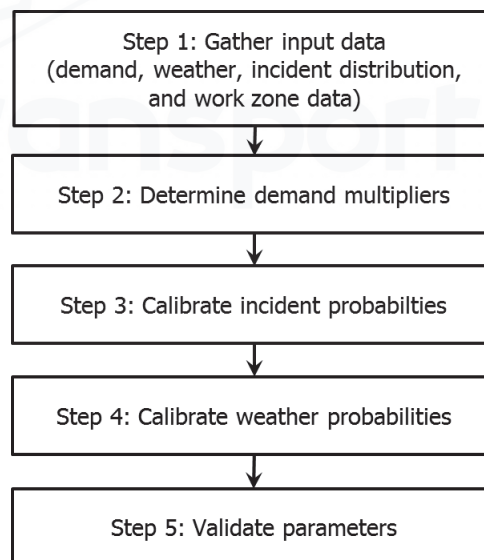 Step 1: Gather input data
(demand, weather, incident distribution,
and work zone data)
Step 2: Determine demand multipliers
Step 3: Calibrate incident probabilties
Step 4: Calibrate weather probabilities
Step 5: Validate parameters